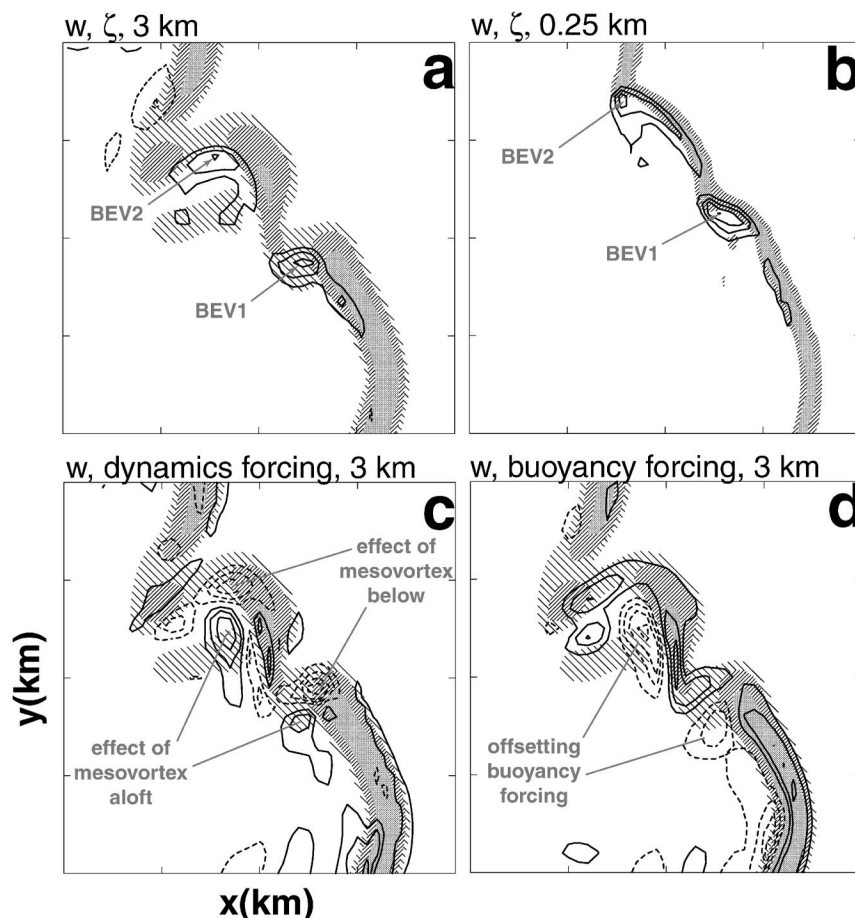 w, ζ, 3 km
a
BEV2
BEV1
w, ζ, 0.25 km
b
BEV2
BEV1
w, dynamics forcing, 3 km
c
effect of
mesovortex
below
effect of
mesovortex
aloft
w, buoyancy forcing, 3 km
d
offsetting
buoyancy
forcing
y(km)
x(km)